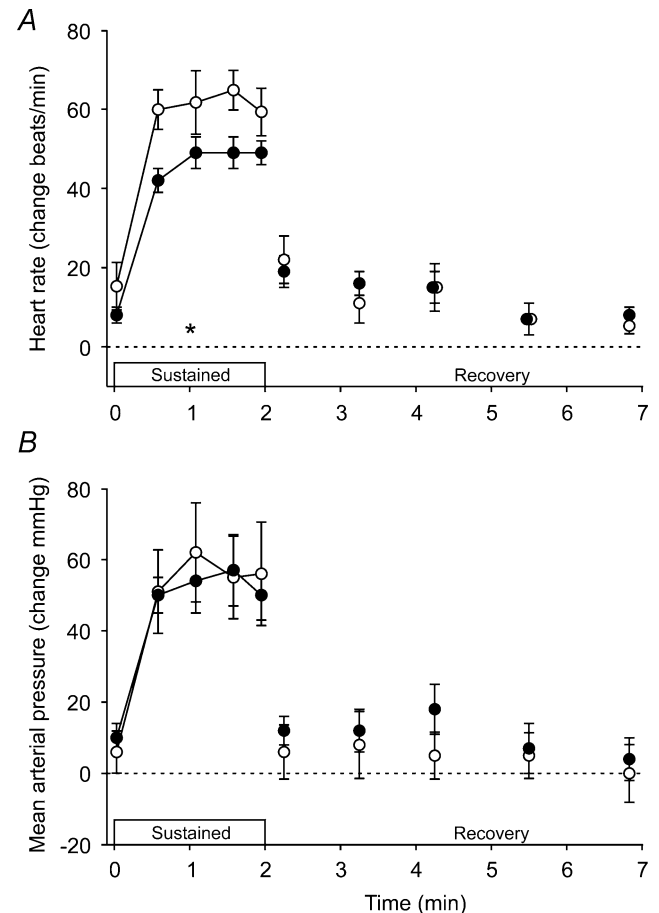 A
80
60
40
20
0
Heart rate (change beats/min)
*
Sustained
Recovery
0 1 2 3 4 5 6 7
B
80
60
40
20
0
-20
Mean arterial pressure (change mmHg)
Sustained
Recovery
0 1 2 3 4 5 6 7
Time (min)